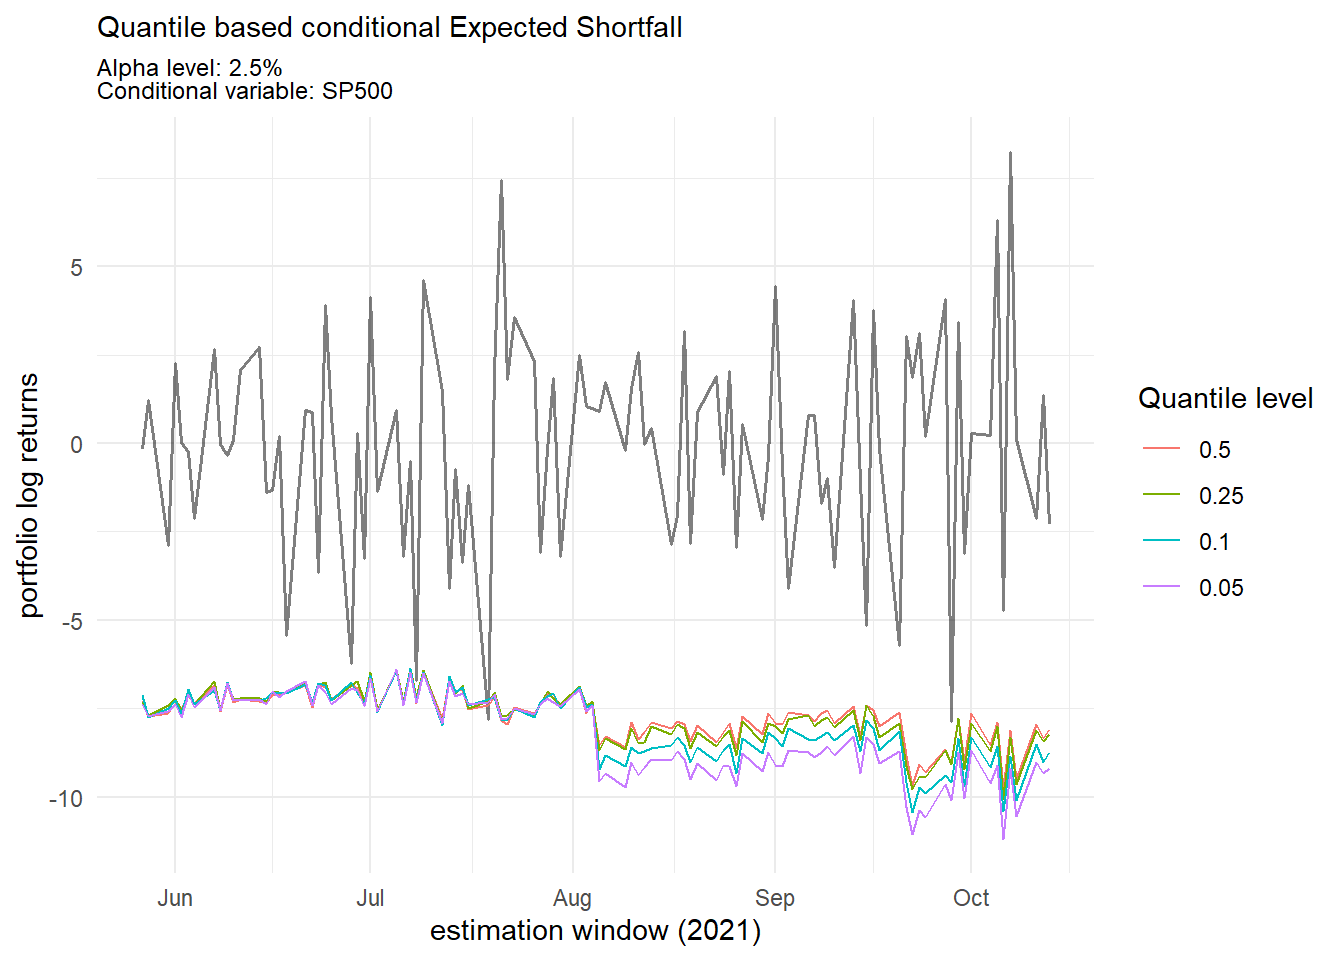 Quantile based conditional Expected Shortfall
Alpha level: 2.5%
Conditional variable: SP500
5
0
-5
-10
portfolio log returns
Jun
Jul
Aug
Sep
Oct
estimation window (2021)
Quantile level
0.5
0.25
0.1
0.05